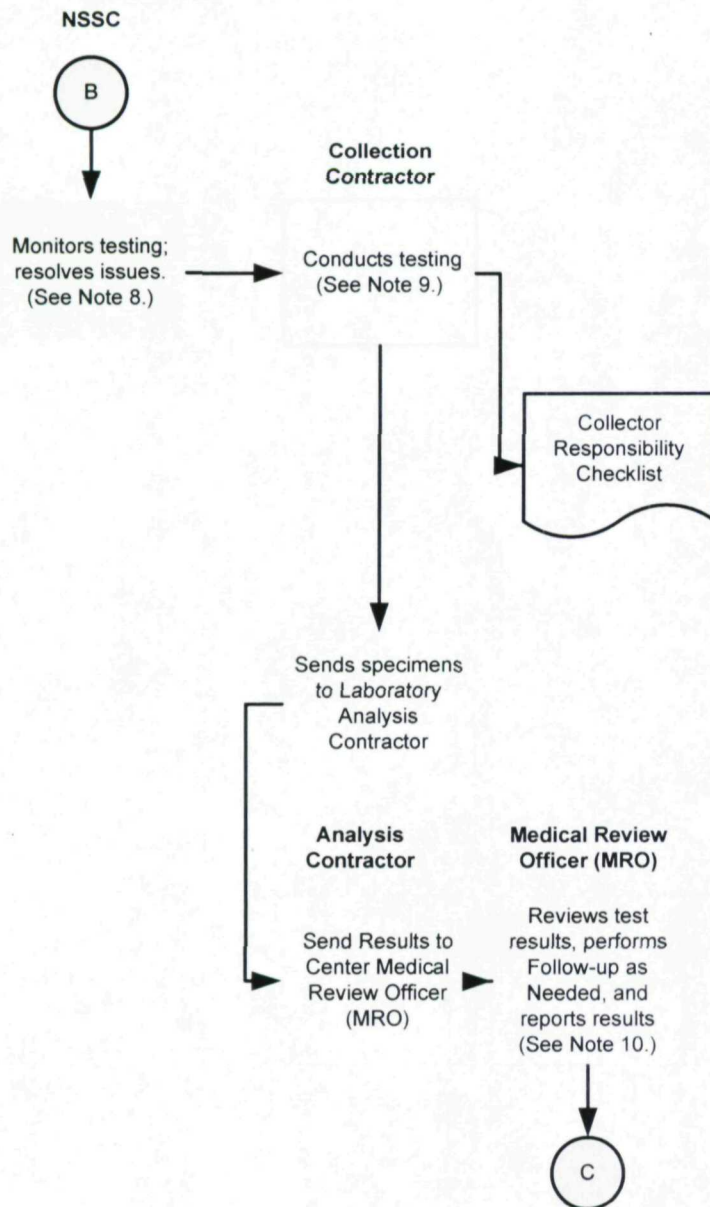 NSSC
B
Collection
Contractor
Monitors testing;
resolves issues.
(See Note 8.)
Conducts testing
(See Note 9.)
Collector
Responsibility
Checklist
Sends specimens
to Laboratory
Analysis
Contractor
Analysis
Contractor
Medical Review
Officer (MRO)
Send Results to
Center Medical
Review Officer
(MRO)
Reviews test
results, performs
Follow-up as
Needed, and
reports results
(See Note 10.)
C